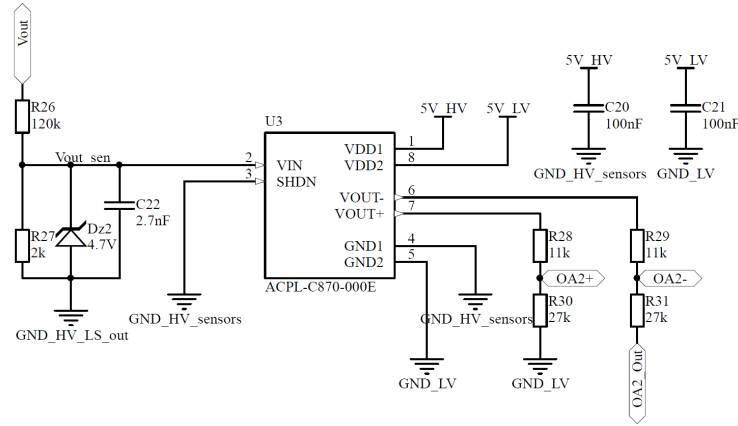 Vout
R26
120k
Vout_sen
R27
2k
Dz2
4.7V
C22
2.7nF
GND_HV_LS_out
GND_HV_sensors
U3
2
3
VIN
SHDN
VDD1
VDD2
VOUT-
VOUT+
GND1
GND2
1
8
6
7
4
5
ACPL-C870-000E
5V_HV
5V_LV
GND_HV_sensors
GND_LV
R28
11k
OA2+
R30
27k
GND_LV
R29
11k
OA2-
R31
27k
OA2_Out
5V_HV
C20
100nF
GND_HV_sensors
5V_LV
C21
100nF
GND_LV